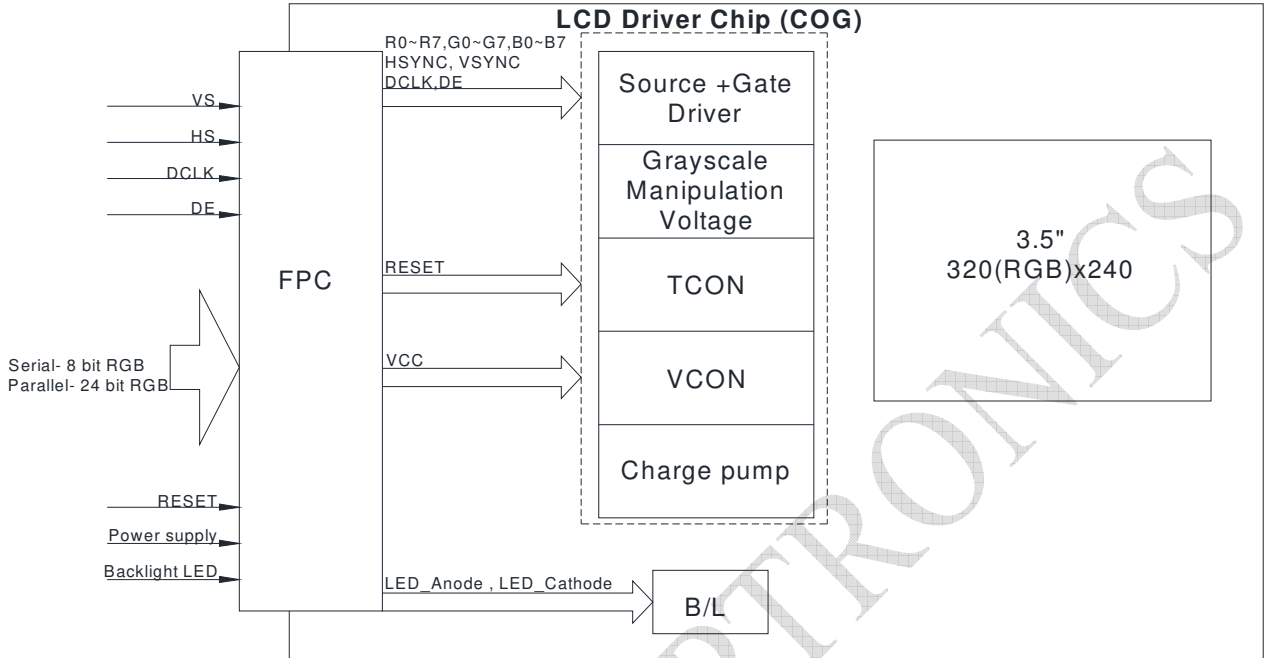 LCD Driver Chip (COG)
R0~R7,G0~G7,B0~B7
HSYNC, VSYNC
DCLK,DE
Source +Gate
Driver
Grayscale
Manipulation
Voltage
TCON
VCON
Charge pump
VS
HS
DCLK
DE
FPC
RESET
VCC
Serial- 8 bit RGB
Parallel- 24 bit RGB
RESET
Power supply
Backlight LED
LED_Anode , LED_Cathode
B/L
3.5"
320(RGB)x240
PTRONICS